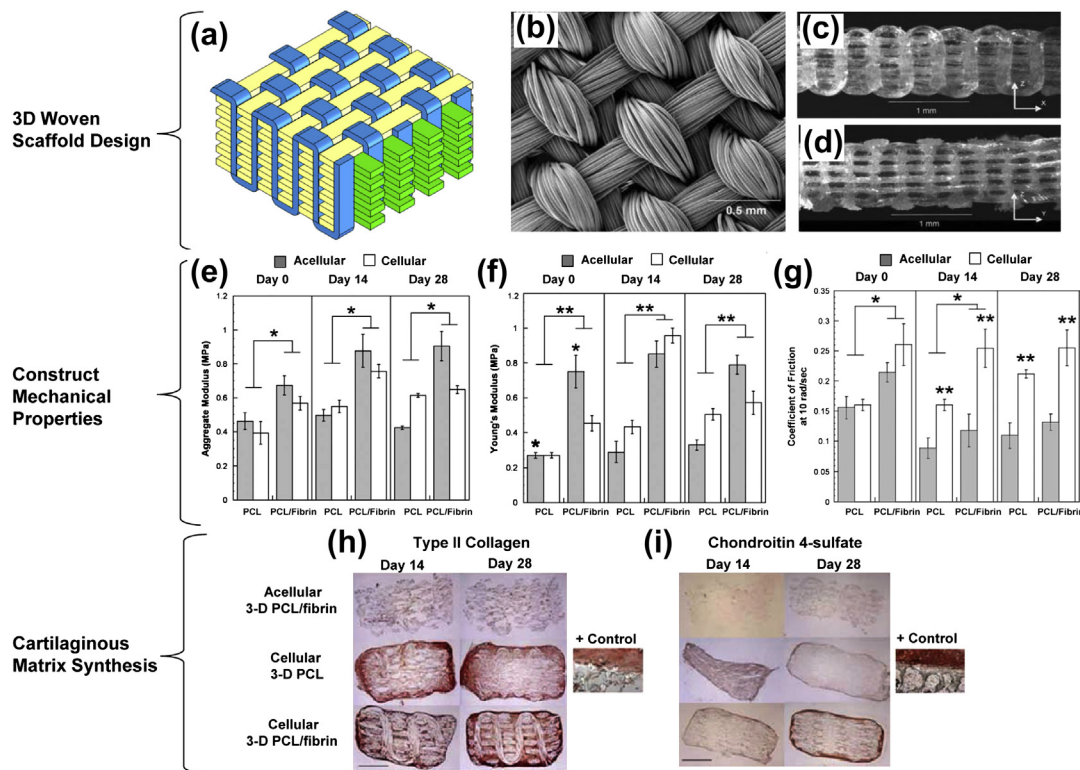 3D Woven
Scaffold Design
(a)
(b)
0.5 mm
(c)
1 mm
Z
X
(d)
1 mm
Y
Construct
Mechanical
Properties
(e)
Acellular Cellular
Day 0 Day 14 Day 28
Aggregate Modulus (MPa)
1.2
1
0.8
0.6
0.4
0.2
0
* * *
PCL PCL/Fibrin PCL PCL/Fibrin PCL PCL/Fibrin
(f)
Acellular Cellular
Day 0 Day 14 Day 28
Young's Modulus (MPa)
1.2
1
0.8
0.6
0.4
0.2
0
** ** **
*
*
PCL PCL/Fibrin PCL PCL/Fibrin PCL PCL/Fibrin
(g)
Acellular Cellular
Day 0 Day 14 Day 28
Coefficient of Friction
at 10 rad/sec
0.35
0.3
0.25
0.2
0.15
0.1
0.05
0
* *
** ** ** **
PCL PCL/Fibrin PCL PCL/Fibrin PCL PCL/Fibrin
Cartilaginous
Matrix Synthesis
(h)
Type II Collagen
Day 14 Day 28
Acellular
3-D PCL/fibrin
Cellular
3-D PCL
Cellular
3-D PCL/fibrin
+ Control
(i)
Chondroitin 4-sulfate
Day 14 Day 28
+ Control